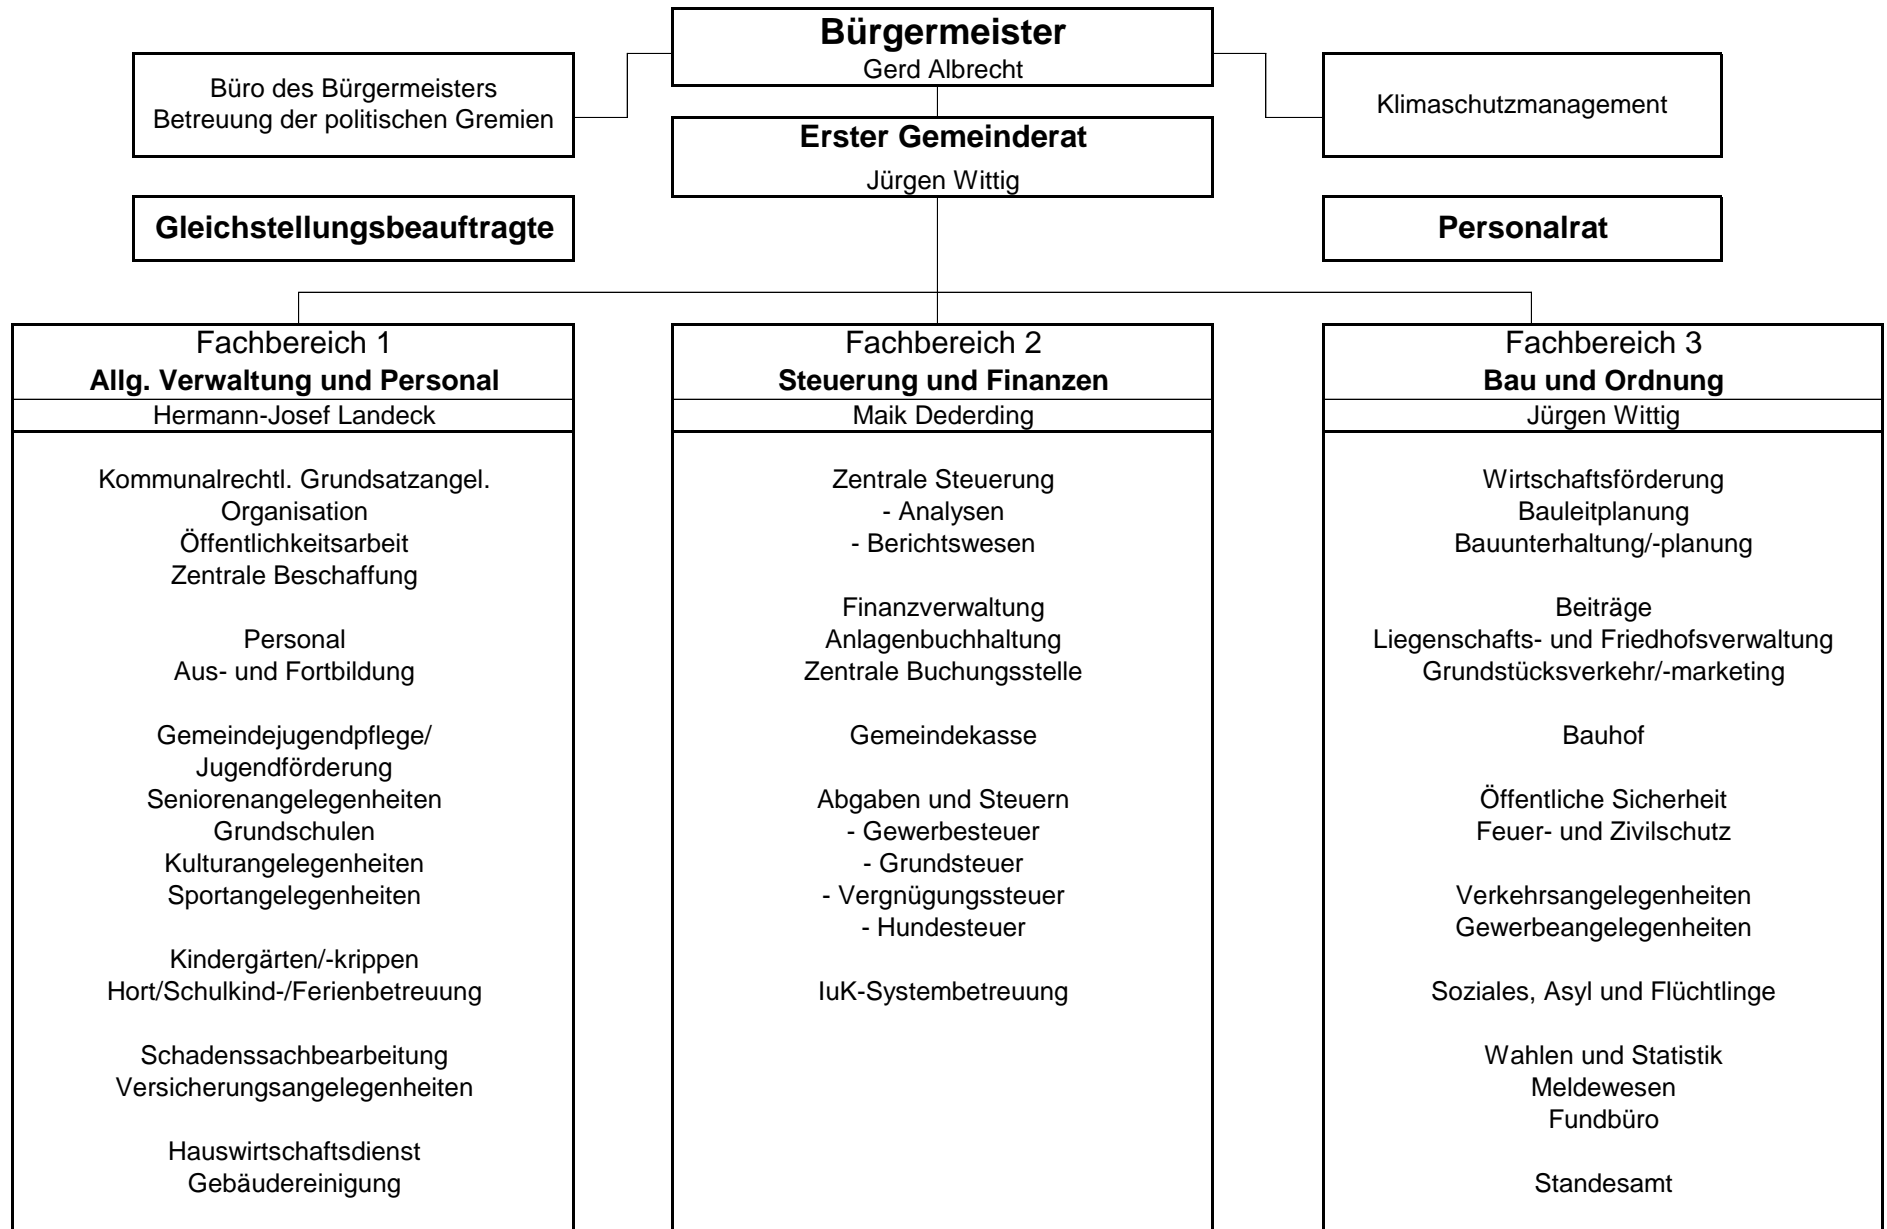 Bürgermeister
Gerd Albrecht
Büro des Bürgermeisters
Betreuung der politischen Gremien
Klimaschutzmanagement
Erster Gemeinderat
Jürgen Wittig
Gleichstellungsbeauftragte
Personalrat
Fachbereich 1
Allg. Verwaltung und Personal
Hermann-Josef Landeck
Kommunalrechtl. Grundsatzangel.
Organisation
Öffentlichkeitsarbeit
Zentrale Beschaffung
Personal
Aus- und Fortbildung
Gemeindejugendpflege/
Jugendförderung
Seniorenangelegenheiten
Grundschulen
Kulturangelegenheiten
Sportangelegenheiten
Kindergärten/-krippen
Hort/Schulkind-/Ferienbetreuung
Schadenssachbearbeitung
Versicherungsangelegenheiten
Hauswirtschaftsdienst
Gebäudereinigung
Fachbereich 2
Steuerung und Finanzen
Maik Dederding
Zentrale Steuerung
- Analysen
- Berichtswesen
Finanzverwaltung
Anlagenbuchhaltung
Zentrale Buchungsstelle
Gemeindekasse
Abgaben und Steuern
- Gewerbesteuer
- Grundsteuer
- Vergnügungssteuer
- Hundesteuer
IuK-Systembetreuung
Fachbereich 3
Bau und Ordnung
Jürgen Wittig
Wirtschaftsförderung
Bauleitplanung
Bauunterhaltung/-planung
Beiträge
Liegenschafts- und Friedhofsverwaltung
Grundstücksverkehr/-marketing
Bauhof
Öffentliche Sicherheit
Feuer- und Zivilschutz
Verkehrsangelegenheiten
Gewerbeangelegenheiten
Soziales, Asyl und Flüchtlinge
Wahlen und Statistik
Meldewesen
Fundbüro
Standesamt